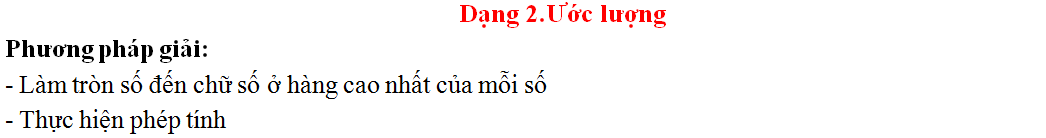 Dạng 2.Ước lượng
Phương pháp giải:
- Làm tròn số đến chữ số ở hàng cao nhất của mỗi số
- Thực hiện phép tính